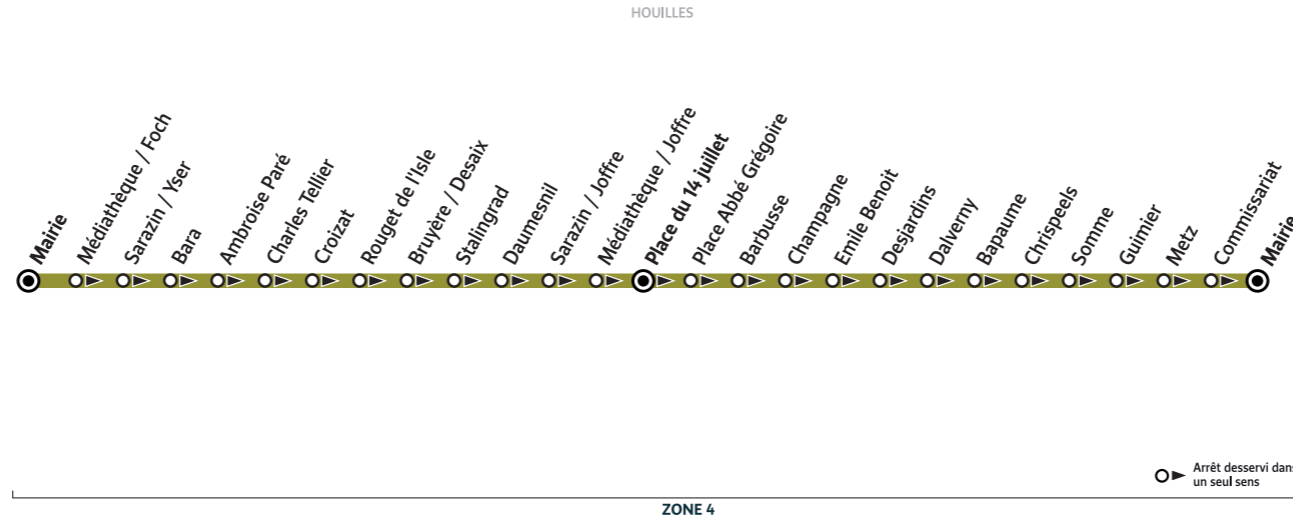 HOUILLES
Mairie
Médiathèque / Foch
Sarazin / Yser
Bara
Ambroise Paré
Charles Tellier
Croizat
Rouget de l'Isle
Bruyère / Desaix
Stalingrad
Daumesnil
Sarazin / Joffre
Médiathèque / Joffre
Place du 14 juillet
Place Abbé Grégoire
Barbusse
Champagne
Emile Benoit
Desjardins
Dalverny
Bapaume
Chrispeels
Somme
Guimier
Metz
Commissariat
Mairie
Arrêt desservi dans
un seul sens
ZONE 4